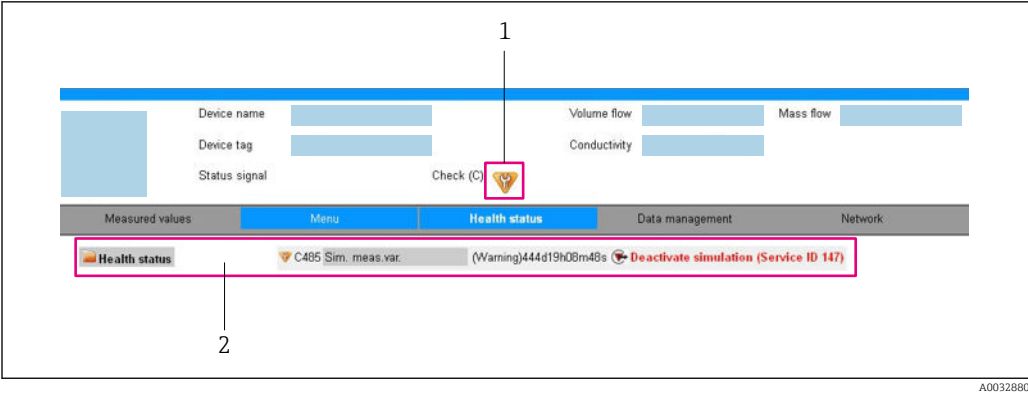 1
Device name
Volume flow
Mass flow
Device tag
Conductivity
Status signal
Check (C)
Measured values
Menu
Health status
Data management
Network
Health status
C485 Sim. meas.var.
(Warning)444d19h08m48s
Deactivate simulation (Service ID 147)
2
A0032880